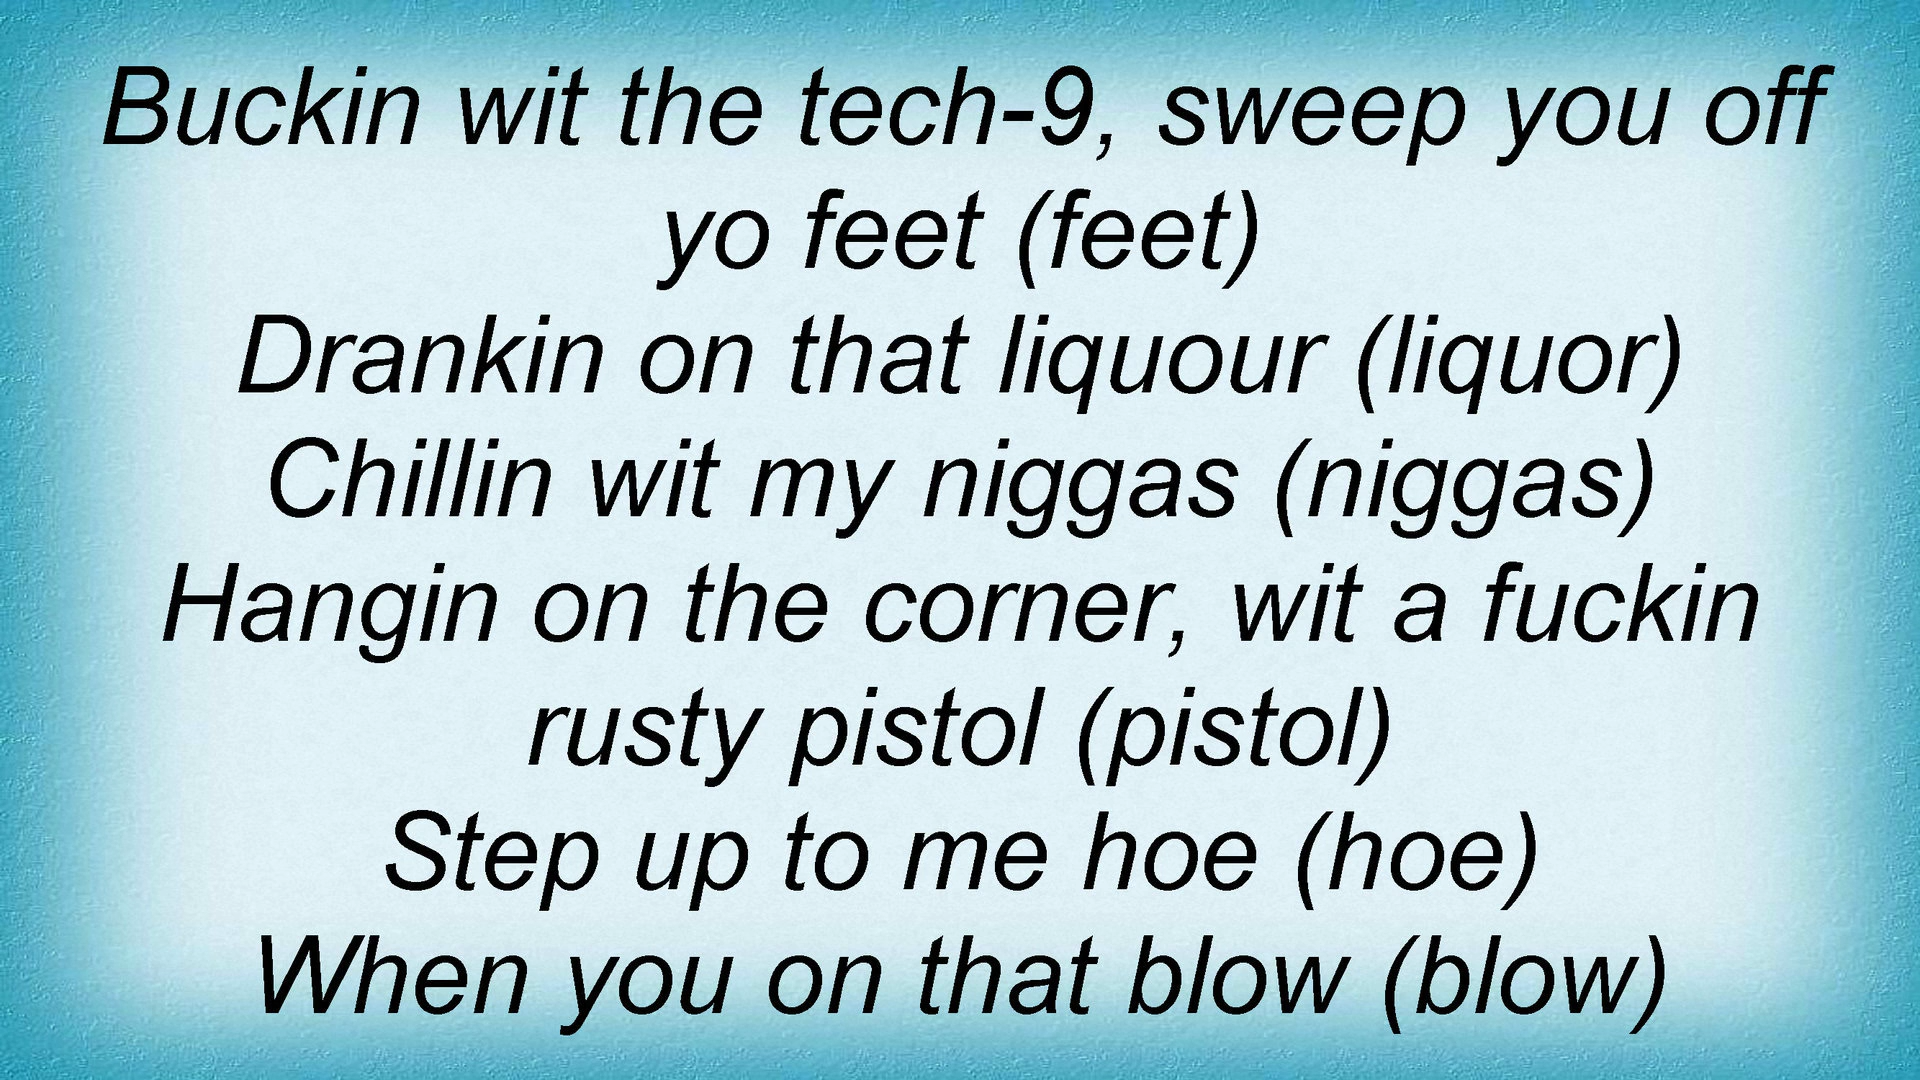 Buckin wit the tech-9, sweep you off
yo feet (feet)
Drankin on that liquour (liquor)
Chillin wit my niggas (niggas)
Hangin on the corner, wit a fuckin
rusty pistol (pistol)
Step up to me hoe (hoe)
When you on that blow (blow)